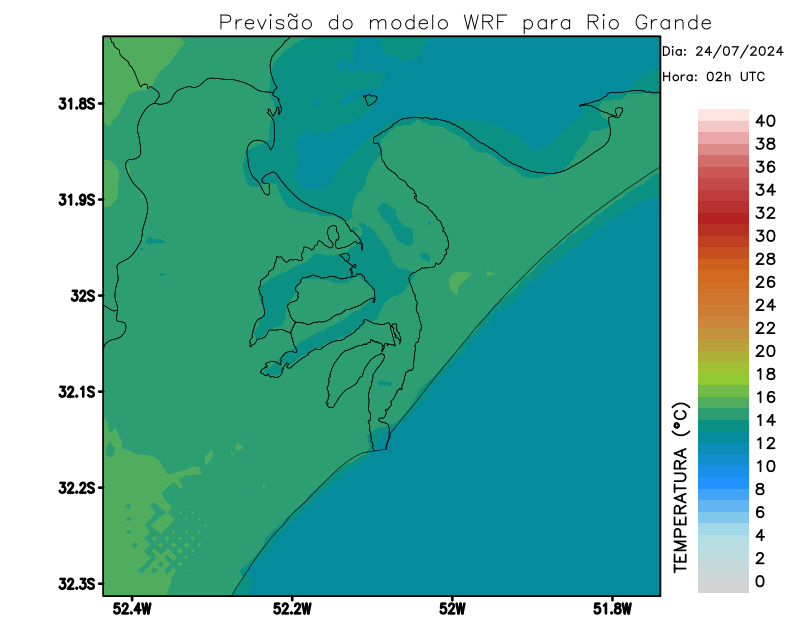 Previsão do modelo WRF para Rio Grande
Dia: 24/07/2024
Hora: 02h UTC
31.8S
31.9S
32S
32.1S
32.2S
32.3S
52.4W
52.2W
52W
51.8W
TEMPERATURA (°C)
40
38
36
34
32
30
28
26
24
22
20
18
16
14
12
10
8
6
4
2
0